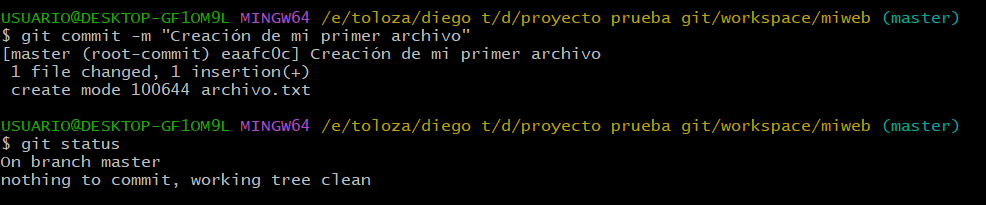 USUARIO@DESKTOP-GF1OM9L MINGW64 /e/toloza/diego t/d/proyecto prueba git/workspace/miweb (master)
$ git commit -m "Creación de mi primer archivo"
[master (root-commit) eaafc0c] Creación de mi primer archivo
 1 file changed, 1 insertion(+)
 create mode 100644 archivo.txt

USUARIO@DESKTOP-GF1OM9L MINGW64 /e/toloza/diego t/d/proyecto prueba git/workspace/miweb (master)
$ git status
On branch master
nothing to commit, working tree clean